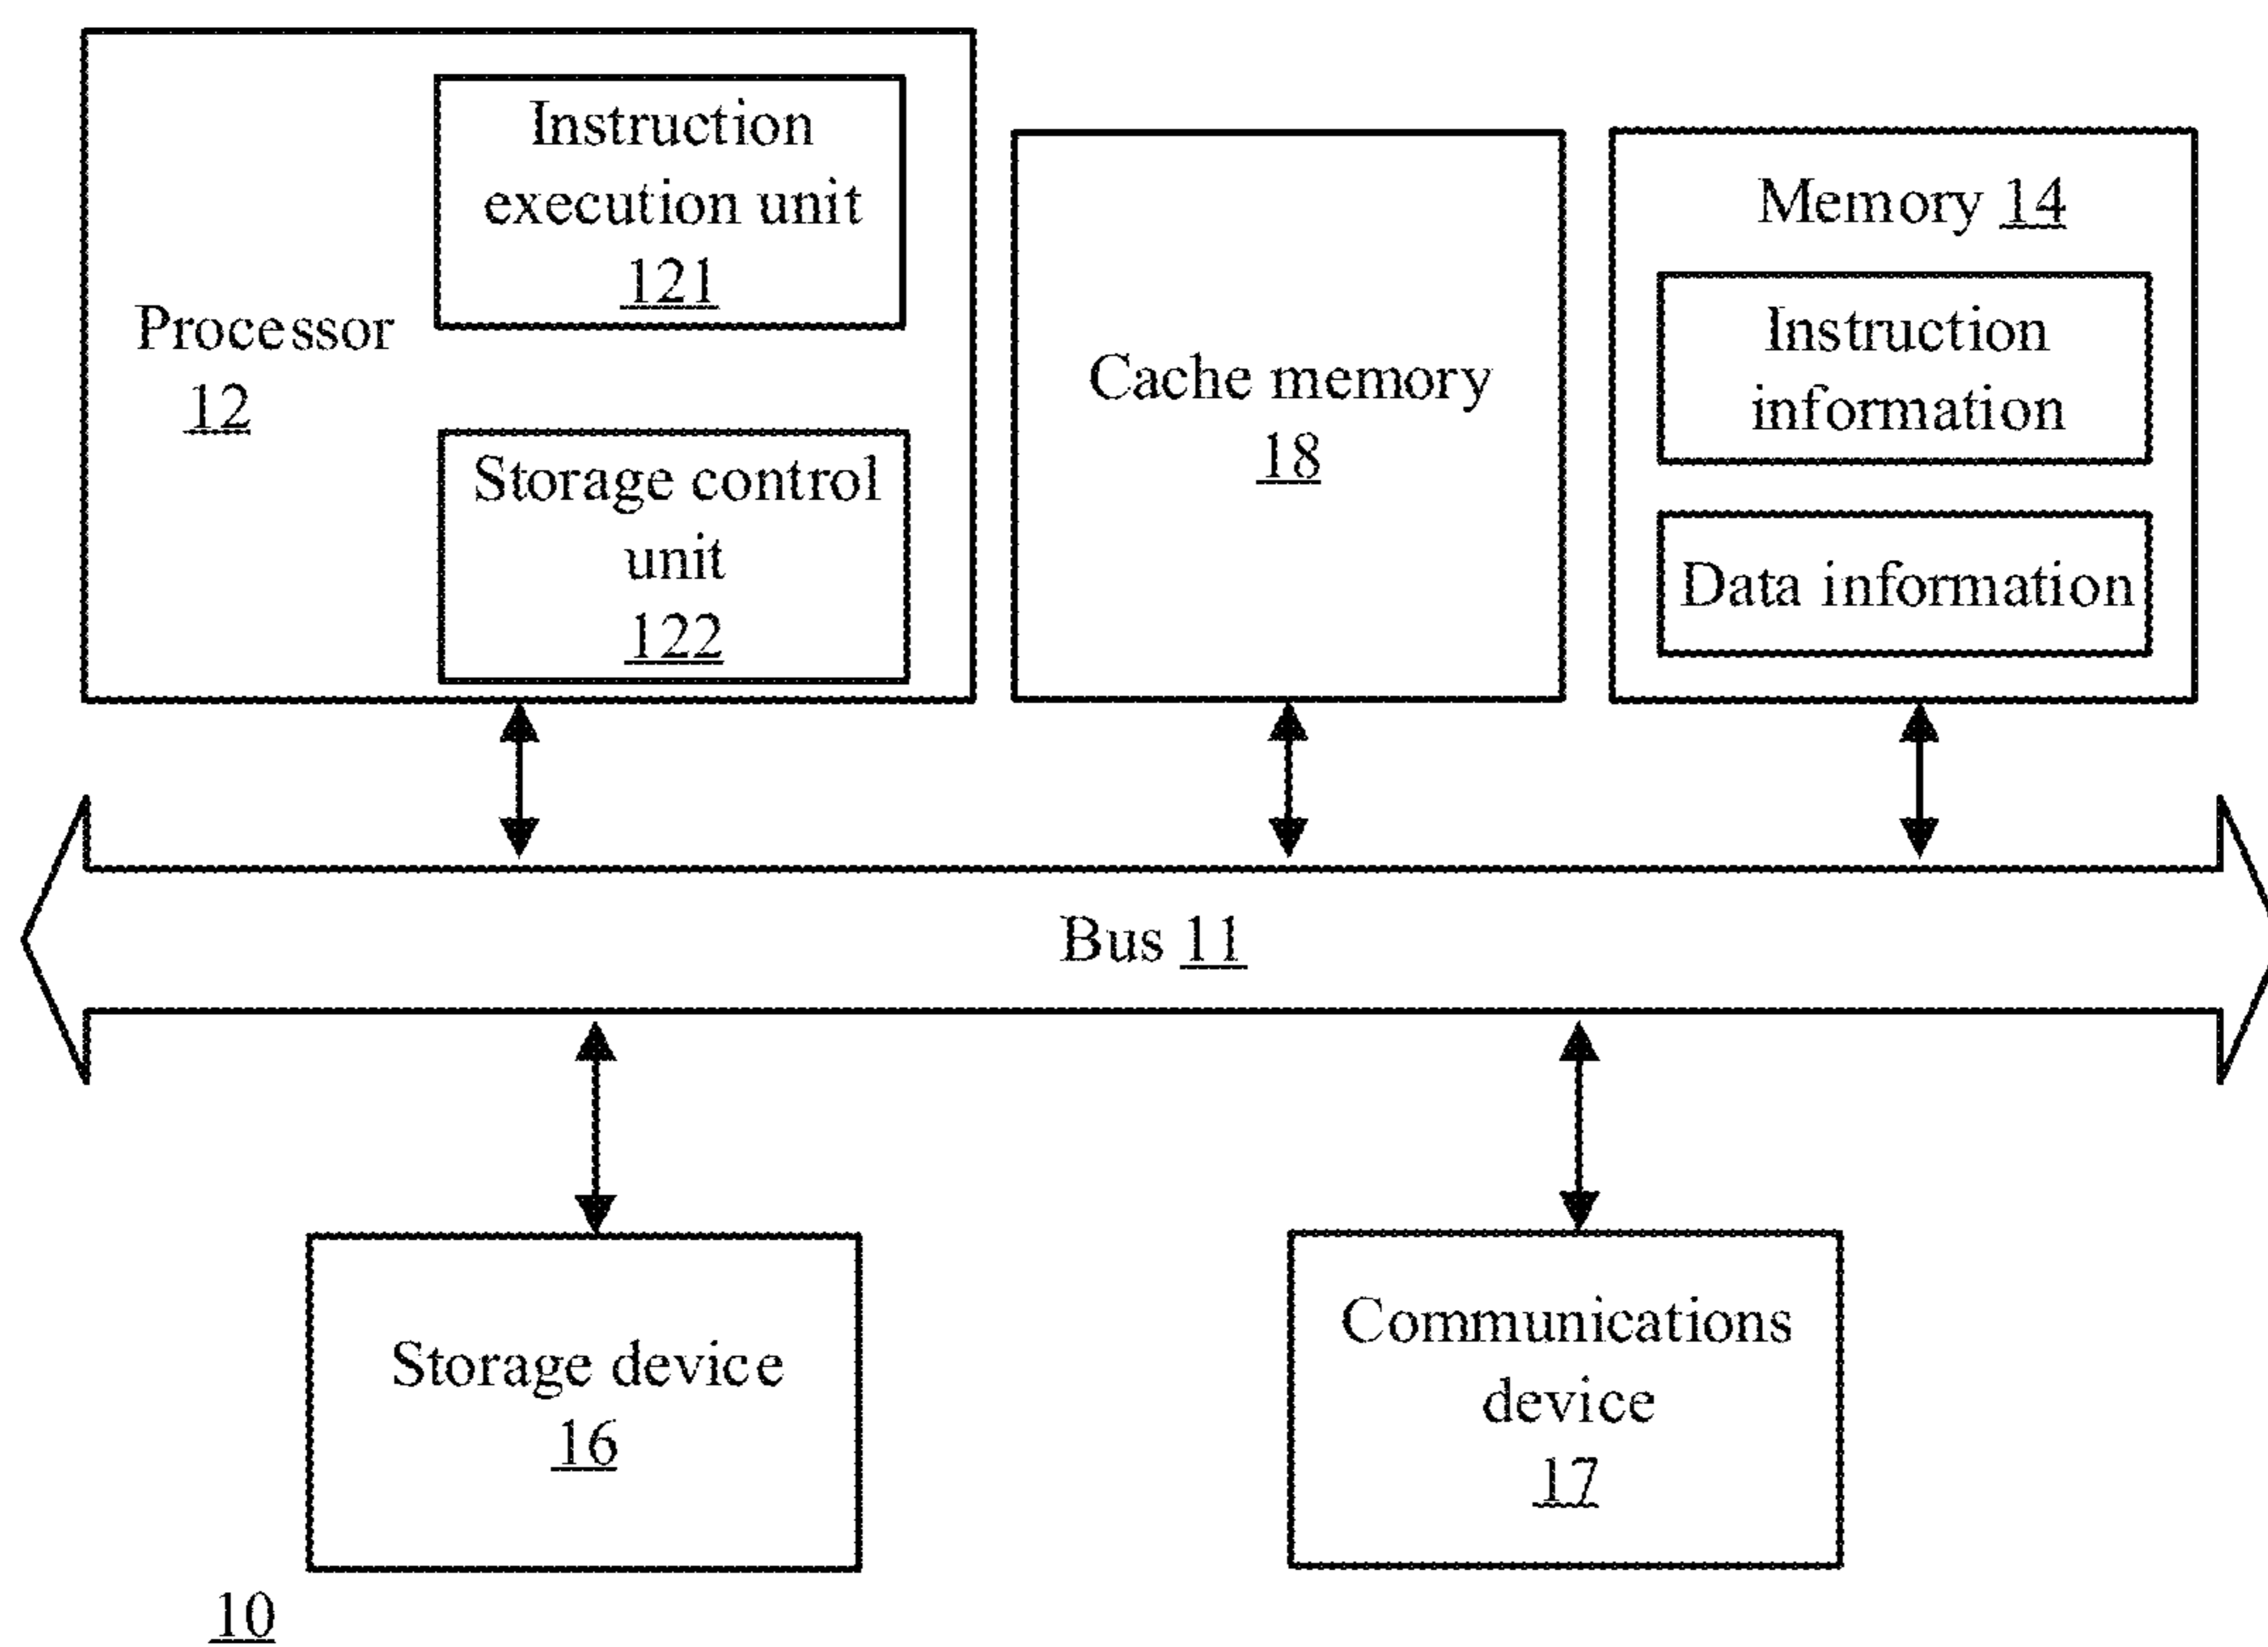 Instruction
execution unit
121
Processor
12
Storage control
unit
122
Cache memory
18
Memory 14
Instruction
information
Data information
Bus 11
Storage device
16
Communications
device
17
10